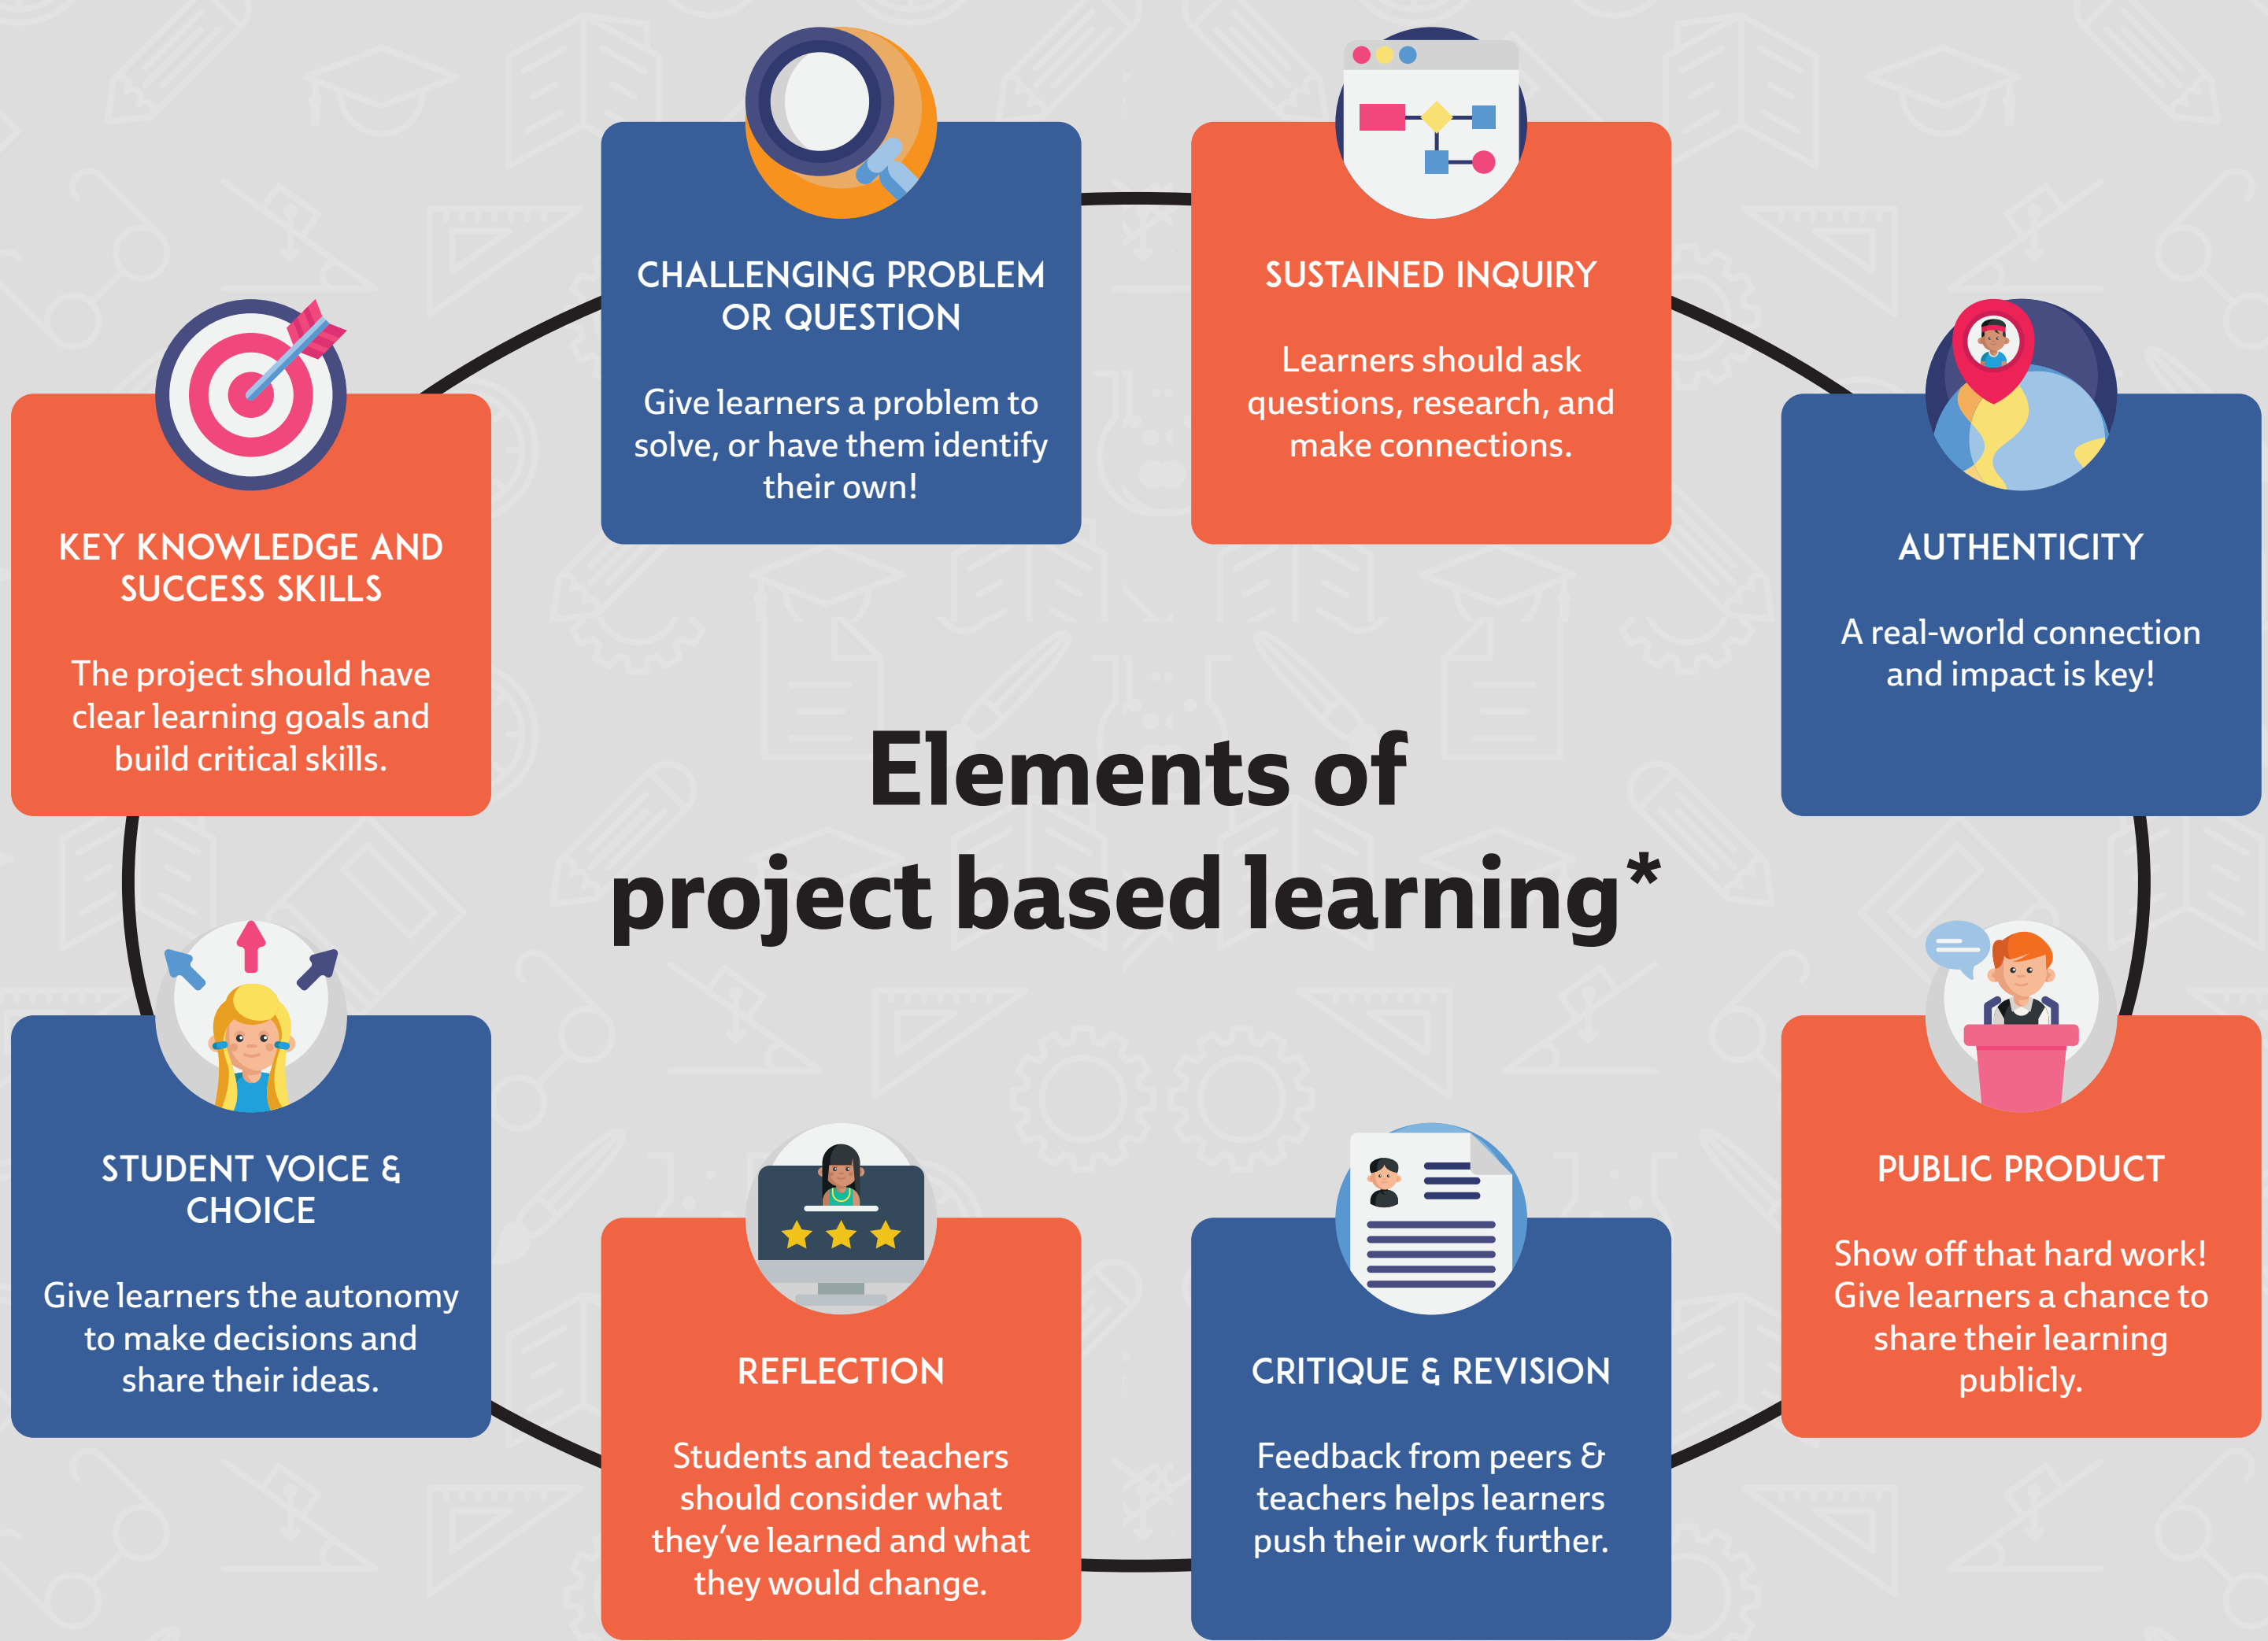 CHALLENGING PROBLEM
OR QUESTION
Give learners a problem to
solve, or have them identify
their own!
SUSTAINED INQUIRY
Learners should ask
questions, research, and
make connections.
KEY KNOWLEDGE AND
SUCCESS SKILLS
The project should have
clear learning goals and
build critical skills.
AUTHENTICITY
A real-world connection
and impact is key!
Elements of
project based learning*
STUDENT VOICE &
CHOICE
Give learners the autonomy
to make decisions and
share their ideas.
REFLECTION
Students and teachers
should consider what
they've learned and what
they would change.
CRITIQUE & REVISION
Feedback from peers &
teachers helps learners
push their work further.
PUBLIC PRODUCT
Show off that hard work!
Give learners a chance to
share their learning
publicly.